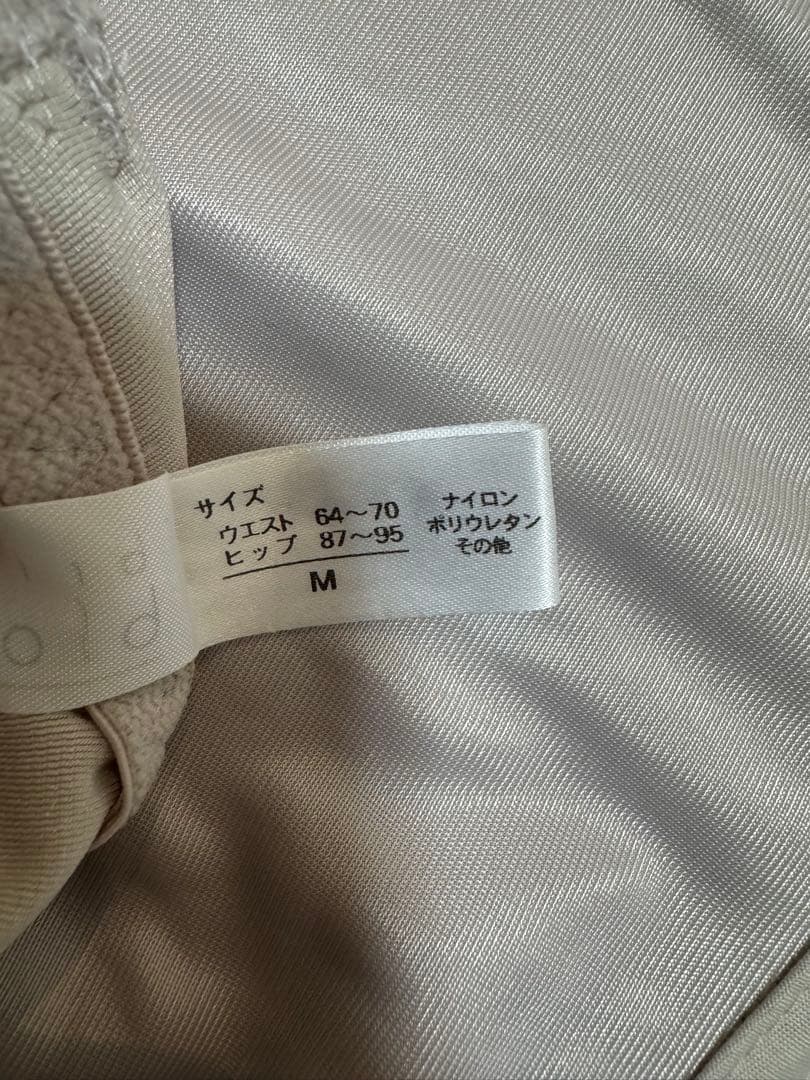 サイズ
ウエスト 64～70
ヒップ 87～95
M
ナイロン
ポリウレタン
その他